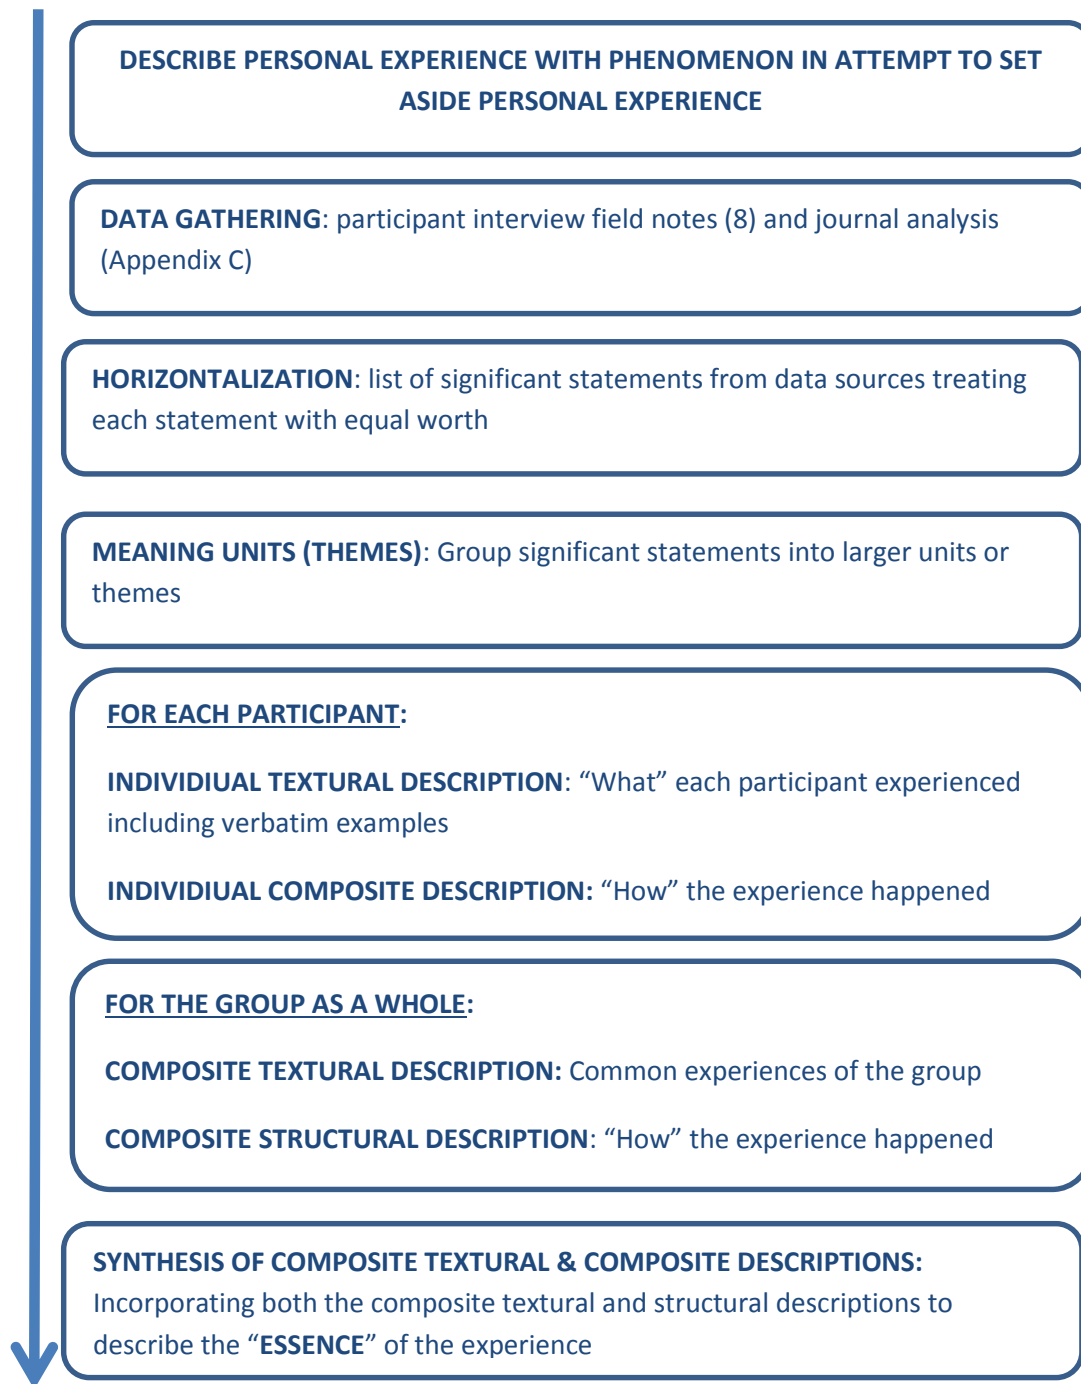 DESCRIBE PERSONAL EXPERIENCE WITH PHENOMENON IN ATTEMPT TO SET
ASIDE PERSONAL EXPERIENCE
DATA GATHERING: participant interview field notes (8) and journal analysis
(Appendix C)
HORIZONTALIZATION: list of significant statements from data sources treating
each statement with equal worth
MEANING UNITS (THEMES): Group significant statements into larger units or
themes
FOR EACH PARTICIPANT:
INDIVIDIUAL TEXTURAL DESCRIPTION: “What” each participant experienced
including verbatim examples
INDIVIDIUAL COMPOSITE DESCRIPTION: “How” the experience happened
FOR THE GROUP AS A WHOLE:
COMPOSITE TEXTURAL DESCRIPTION: Common experiences of the group
COMPOSITE STRUCTURAL DESCRIPTION: “How” the experience happened
SYNTHESIS OF COMPOSITE TEXTURAL & COMPOSITE DESCRIPTIONS:
Incorporating both the composite textural and structural descriptions to
describe the “ESSENCE” of the experience